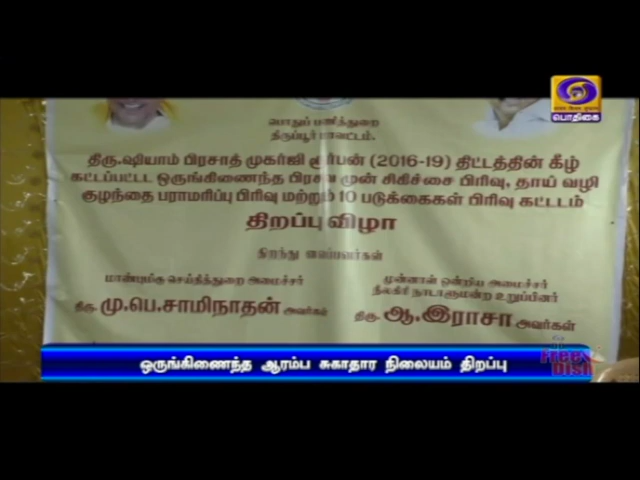 பொதிகை
பொதுப் பணித்துறை
திருப்பூர் மாவட்டம்.
திரு.ஷியாம் பிரசாத் முகர்ஜி ரூர்பன் (2016-19) திட்டத்தின் கீழ்
கட்டப்பட்ட ஒருங்கிணைந்த பிரசவ முன் சிகிச்சை பிரிவு, தாய் வழி
குழந்தை பராமரிப்பு பிரிவு மற்றும் 10 படுக்கைகள் பிரிவு கட்டடம்
திறப்பு விழா
திறந்து வைப்பவர்கள்
மாண்புமிகு செய்தித்துறை அமைச்சர்
திரு. மு.பெ.சாமிநாதன் அவர்கள்
முன்னாள் ஒன்றிய அமைச்சர்
நீலகிரி நாடாளுமன்ற உறுப்பினர்
திரு. ஆ.இராசா அவர்கள்
ஒருங்கிணைந்த ஆரம்ப சுகாதார நிலையம் திறப்பு
Free
Dish